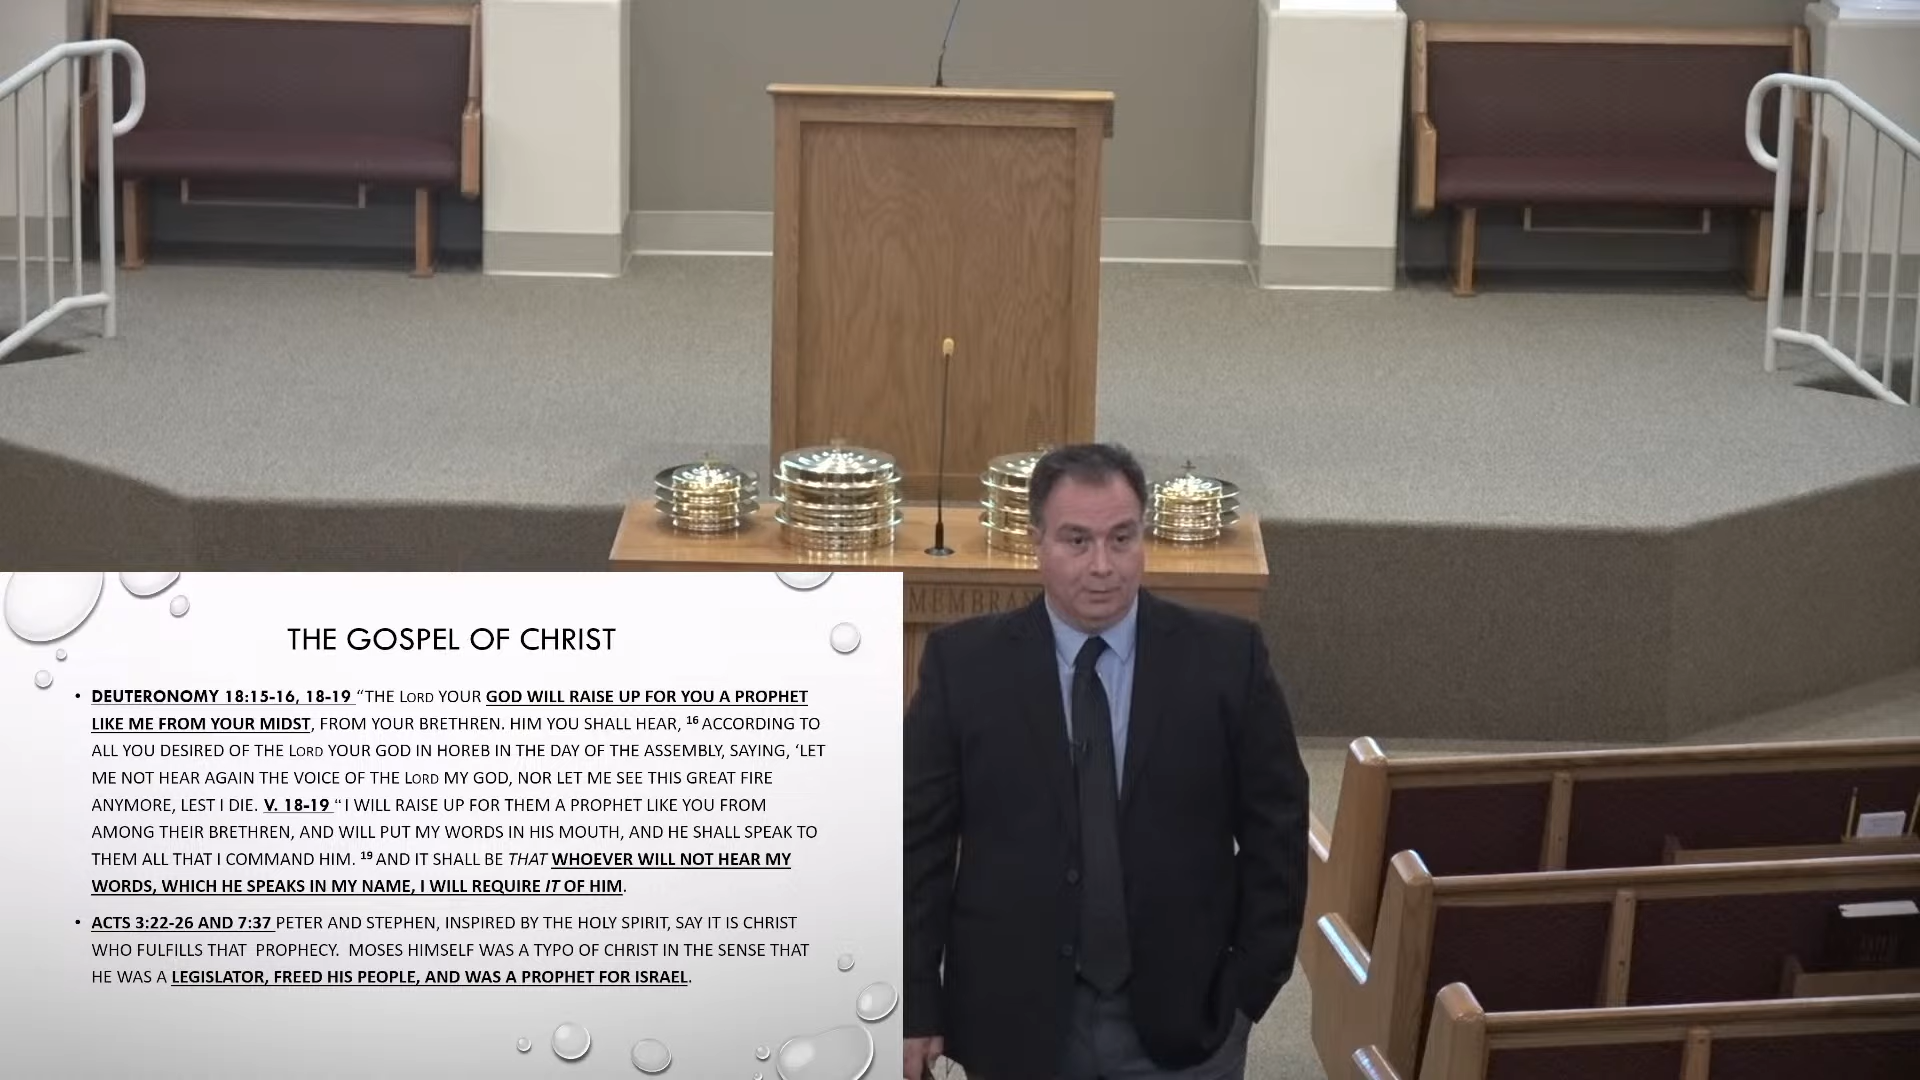 THE GOSPEL OF CHRIST
• DEUTERONOMY 18:15-16, 18-19 “THE LORD YOUR GOD WILL RAISE UP FOR YOU A PROPHET
LIKE ME FROM YOUR MIDST, FROM YOUR BRETHREN. HIM YOU SHALL HEAR, 16 ACCORDING TO
ALL YOU DESIRED OF THE LORD YOUR GOD IN HOREB IN THE DAY OF THE ASSEMBLY, SAYING, ‘LET
ME NOT HEAR AGAIN THE VOICE OF THE LORD MY GOD, NOR LET ME SEE THIS GREAT FIRE
ANYMORE, LEST I DIE. V. 18-19 “I WILL RAISE UP FOR THEM A PROPHET LIKE YOU FROM
AMONG THEIR BRETHREN, AND WILL PUT MY WORDS IN HIS MOUTH, AND HE SHALL SPEAK TO
THEM ALL THAT I COMMAND HIM. 19 AND IT SHALL BE THAT WHOEVER WILL NOT HEAR MY
WORDS, WHICH HE SPEAKS IN MY NAME, I WILL REQUIRE IT OF HIM.
• ACTS 3:22-26 AND 7:37 PETER AND STEPHEN, INSPIRED BY THE HOLY SPIRIT, SAY IT IS CHRIST
WHO FULFILLS THAT PROPHECY. MOSES HIMSELF WAS A TYPO OF CHRIST IN THE SENSE THAT
HE WAS A LEGISLATOR, FREED HIS PEOPLE, AND WAS A PROPHET FOR ISRAEL.
MEMBRAN